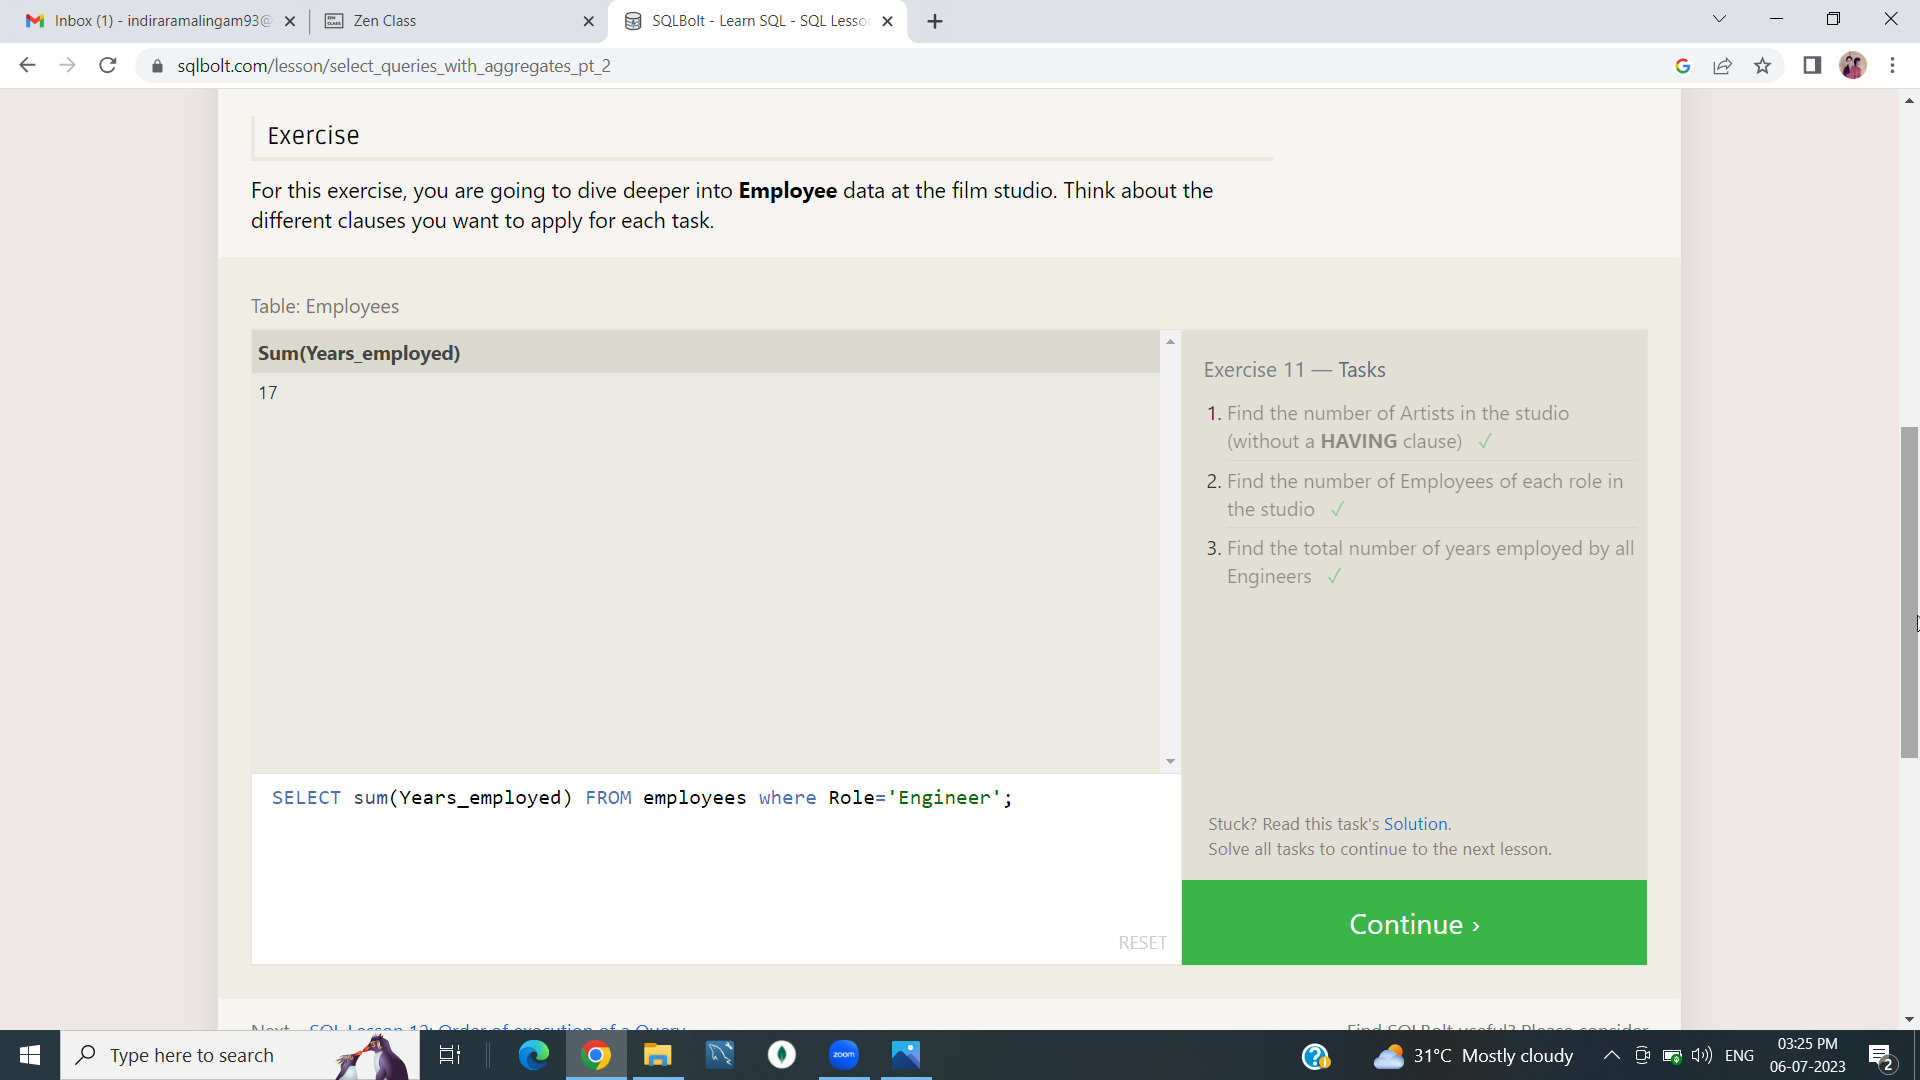 Inbox (1) - indiraramalingam93@
Zen Class
SQLBolt - Learn SQL - SQL Lesso
sqlbolt.com/lesson/select_queries_with_aggregates_pt_2
Exercise
For this exercise, you are going to dive deeper into Employee data at the film studio. Think about the
different clauses you want to apply for each task.
Table: Employees
Sum(Years_employed)
17
Exercise 11 — Tasks
1. Find the number of Artists in the studio
(without a HAVING clause) ✓
2. Find the number of Employees of each role in
the studio ✓
3. Find the total number of years employed by all
Engineers ✓
SELECT sum(Years_employed) FROM employees where Role='Engineer';
RESET
Stuck? Read this task's Solution.
Solve all tasks to continue to the next lesson.
Continue ›
Next – SQL Lesson 12: Order of execution of a Query
Find SQLBolt useful? Please consider
Type here to search
zoom
31°C Mostly cloudy
ENG
03:25 PM
06-07-2023
2